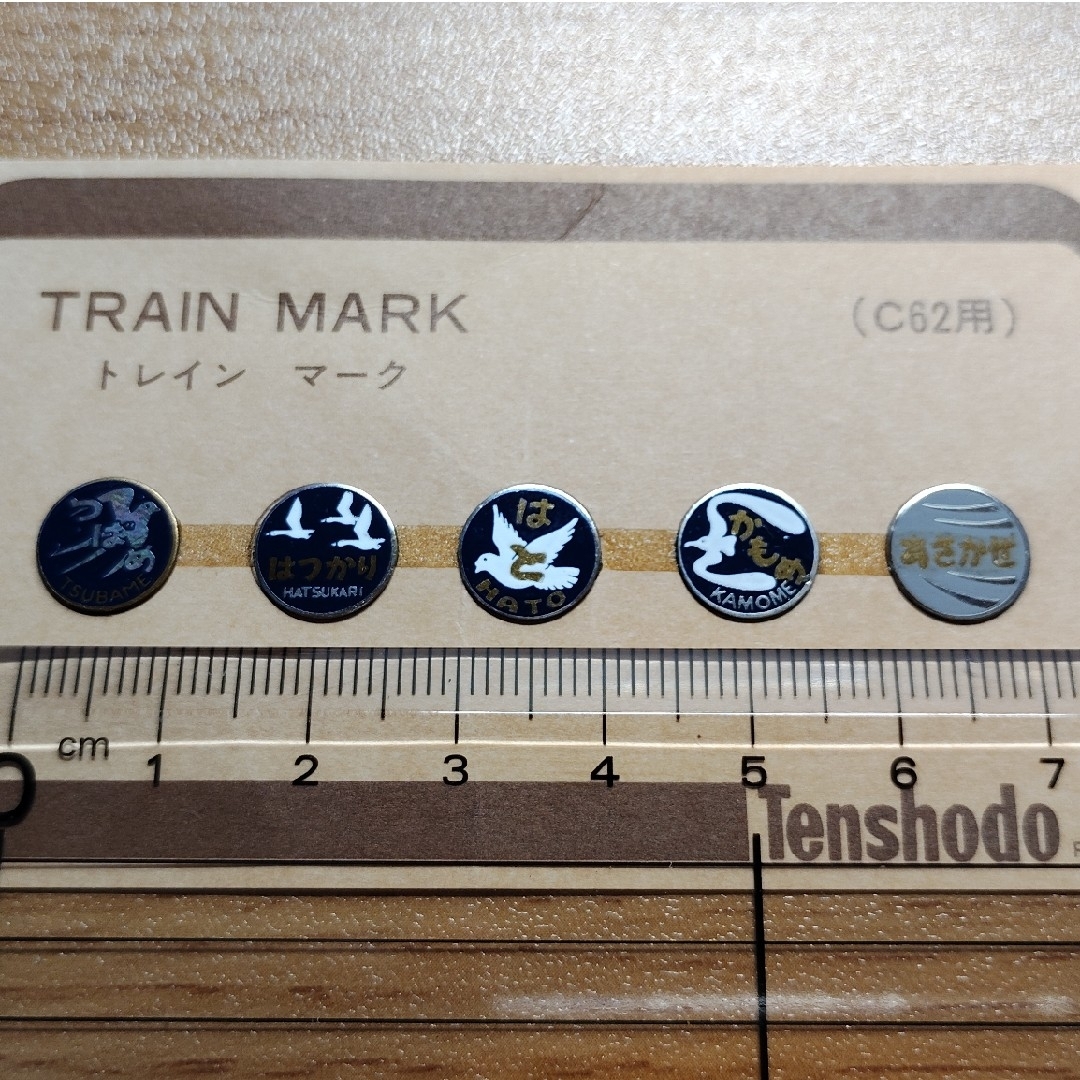 TRAIN MARK
(C62用)
トレイン マーク
つばめ
TSUBAME
はつかり
HATSUKARI
はと
HATO
かもめ
KAMOME
あさかぜ
cm
0 1 2 3 4 5 6 7
Tenshodo